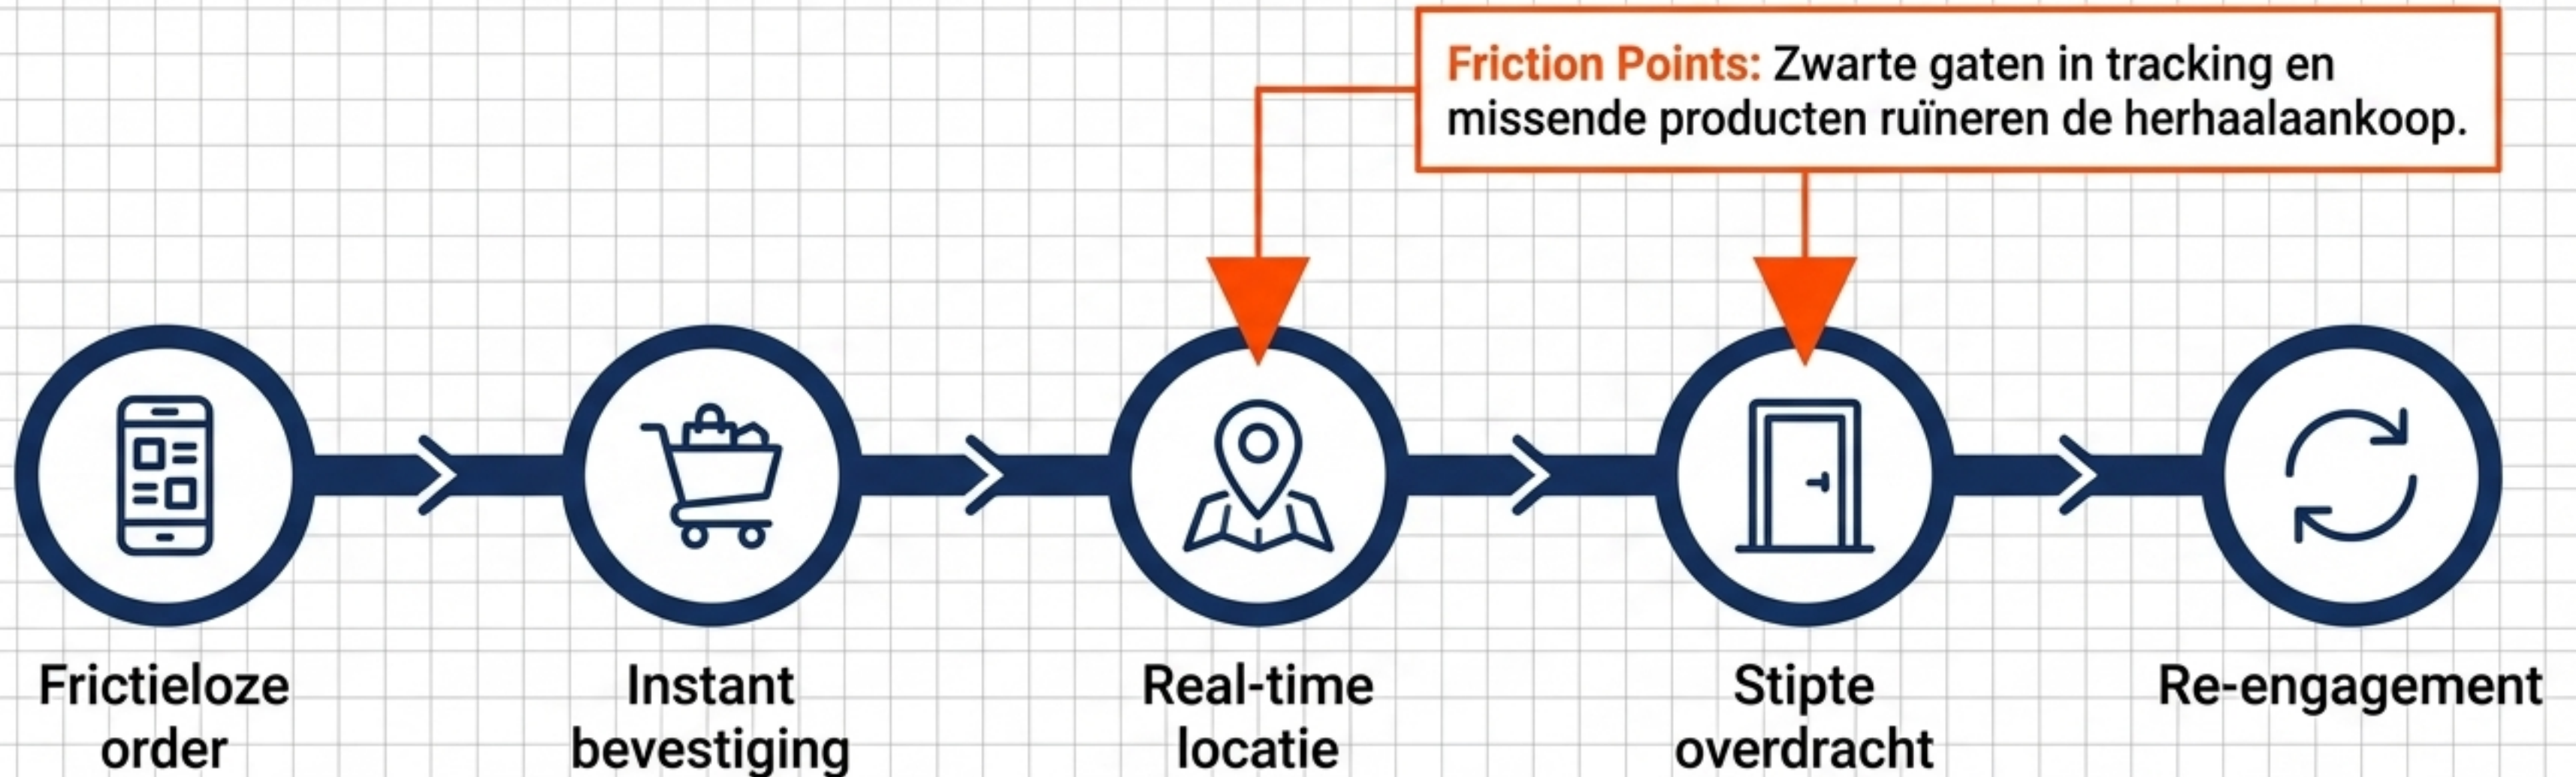 Friction Points: Zwarte gaten in tracking en
missende producten ruïneren de herhaalaankoop.
Frictieloze
order
Instant
bevestiging
Real-time
locatie
Stipte
overdracht
Re-engagement